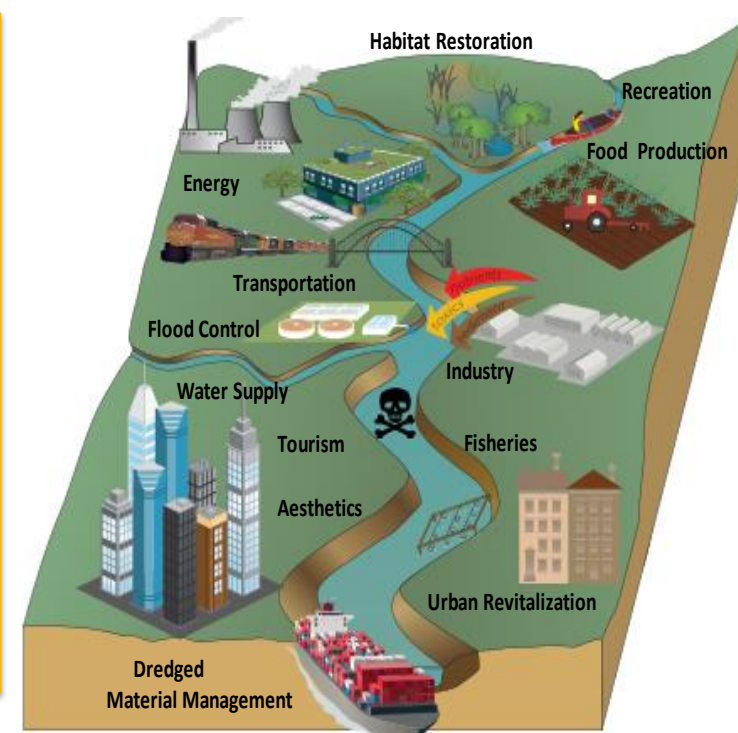 Habitat Restoration
Recreation
Food Production
Energy
Transportation
nutrients
toxics
Flood Control
Industry
Water Supply
Tourism
Fisheries
Aesthetics
Urban Revitalization
Dredged
Material Management